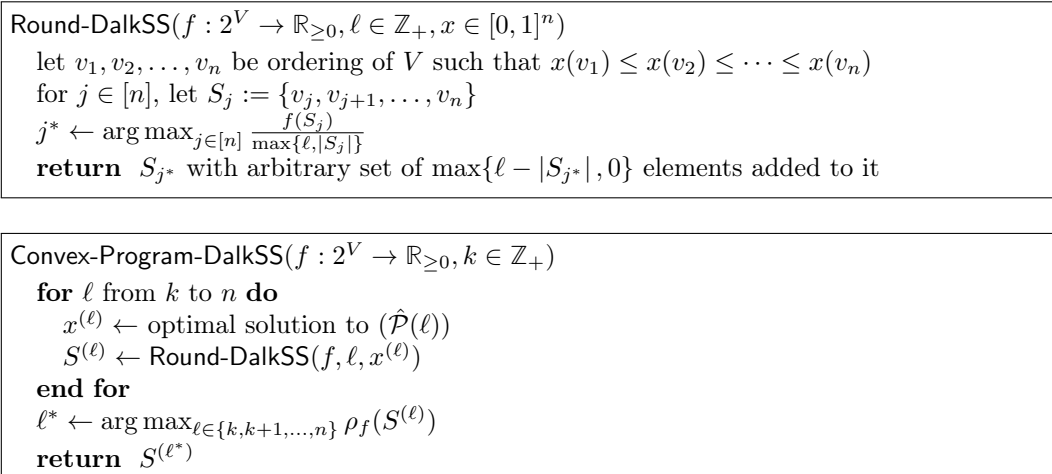 Round-DalkSS(f : 2^V → ℝ_{≥0}, ℓ ∈ ℤ_+, x ∈ [0, 1]^n)
let v_1, v_2, . . . , v_n be ordering of V such that x(v_1) ≤ x(v_2) ≤ · · · ≤ x(v_n)
for j ∈ [n], let S_j := {v_j, v_{j+1}, . . . , v_n}
j* ← arg max_{j∈[n]} f(S_j) / max{ℓ,|S_j|}
return S_{j*} with arbitrary set of max{ℓ − |S_{j*}| , 0} elements added to it
Convex-Program-DalkSS(f : 2^V → ℝ_{≥0}, k ∈ ℤ_+)
for ℓ from k to n do
x^{(ℓ)} ← optimal solution to (𝒫̂(ℓ))
S^{(ℓ)} ← Round-DalkSS(f, ℓ, x^{(ℓ)})
end for
ℓ* ← arg max_{ℓ∈{k,k+1,...,n}} ρ_f(S^{(ℓ)})
return S^{(ℓ*)}